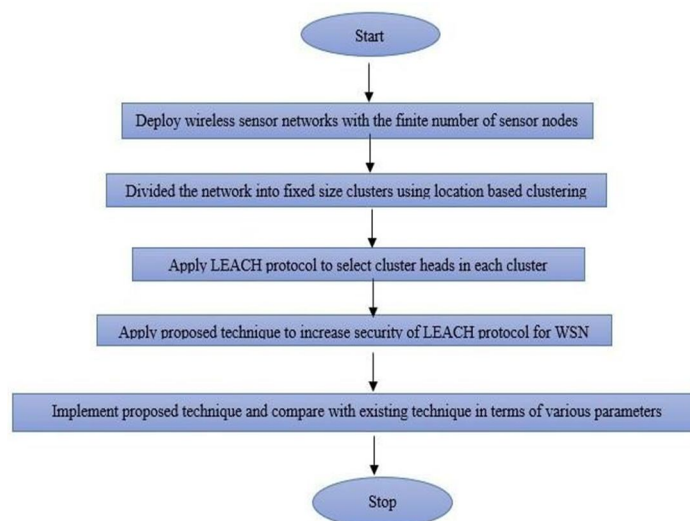 Start
Deploy wireless sensor networks with the finite number of sensor nodes
Divided the network into fixed size clusters using location based clustering
Apply LEACH protocol to select cluster heads in each cluster
Apply proposed technique to increase security of LEACH protocol for WSN
Implement proposed technique and compare with existing technique in terms of various parameters
Stop